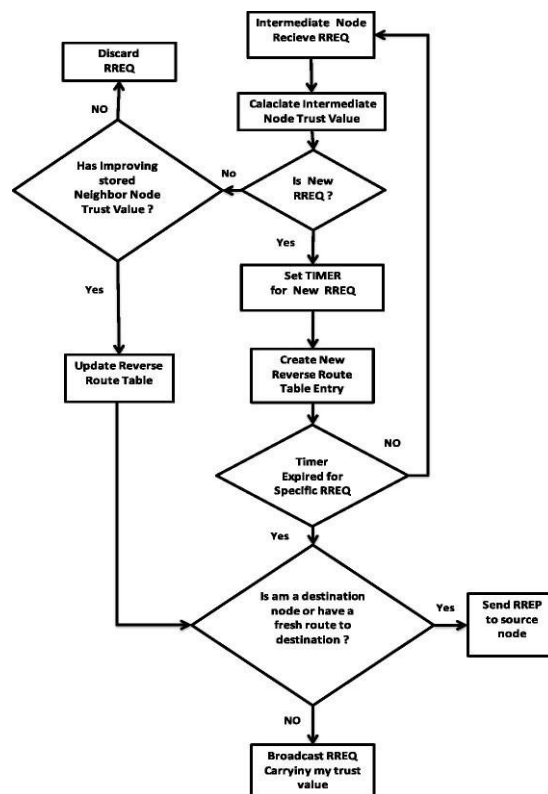 Intermediate Node
Recieve RREQ
Discard
RREQ
NO
Calaclate Intermediate
Node Trust Value
Has Improving
stored
Neighbor Node
Trust Value ?
No
Is New
RREQ ?
Yes
Set TIMER
for New RREQ
Yes
Update Reverse
Route Table
Create New
Reverse Route
Table Entry
NO
Timer
Expired for
Specific RREQ
Yes
Is am a destination
node or have a
fresh route to
destination ?
Yes
Send RREP
to source
node
NO
Broadcast RREQ
Carryiny my trust
value